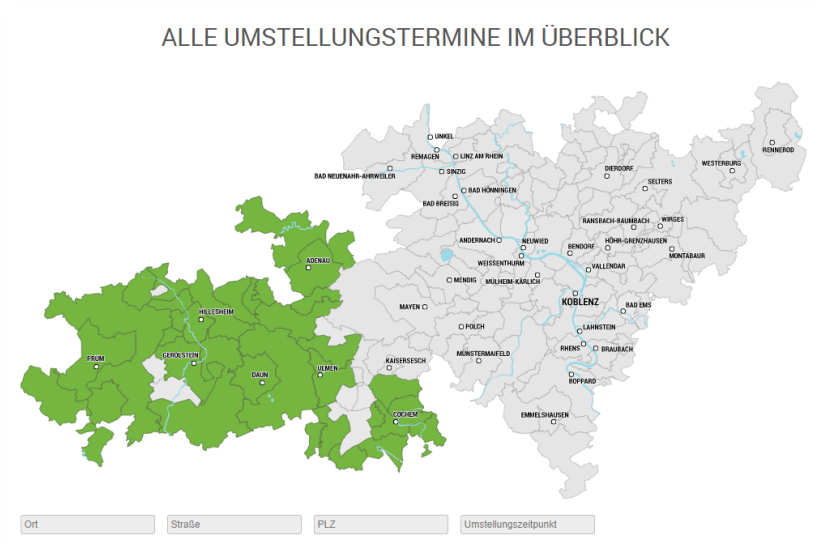 ALLE UMSTELLUNGSTERMINE IM ÜBERBLICK
UNKEL
REMAGEN
LINZ AM RHEIN
RENNEROD
WESTERBURG
BAD NEUENAHR-AHRWEILER
SINZIG
DIERDORF
SELTERS
BAD HÖNNINGEN
BAD BREISIG
RANSBACH-BAUMBACH
WIRGES
ANDERNACH
NEUWIED
BENDORF
HÖHR-GRENZHAUSEN
MONTABAUR
WEISSENTHURM
ADENAU
VALLENDAR
MENDIG
MÜLHEIM-KÄRLICH
KOBLENZ
BAD EMS
MAYEN
HILLESHEIM
POLCH
LAHNSTEIN
RHENS
BRAUBACH
PRÜM
GEROLSTEIN
MÜNSTERMAIFELD
KAISERSESCH
ULMEN
DAUN
BOPPARD
COCHEM
EMMELSHAUSEN
Ort
Straße
PLZ
Umstellungszeitpunkt